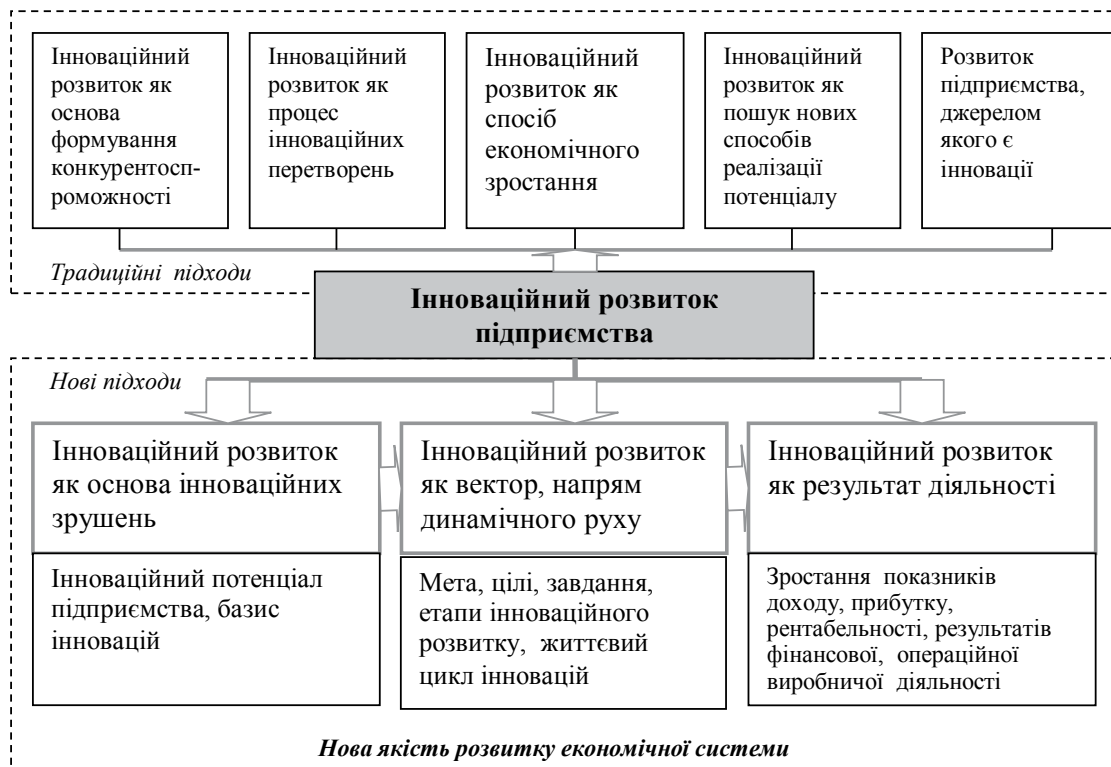 Інноваційний
розвиток як
основа
формування
конкурентосп-
роможності
Інноваційний
розвиток як
процес
інноваційних
перетворень
Інноваційний
розвиток як
спосіб
економічного
зростання
Інноваційний
розвиток як
пошук нових
способів
реалізації
потенціалу
Розвиток
підприємства,
джерелом
якого є
інновації
Традиційні підходи
Інноваційний розвиток
підприємства
Нові підходи
Інноваційний розвиток
як основа інноваційних
зрушень
Інноваційний розвиток
як вектор, напрям
динамічного руху
Інноваційний розвиток
як результат діяльності
Інноваційний потенціал
підприємства, базис
інновацій
Мета, цілі, завдання,
етапи інноваційного
розвитку, життєвий
цикл інновацій
Зростання показників
доходу, прибутку,
рентабельності, результатів
фінансової, операційної
виробничої діяльності
Нова якість розвитку економічної системи